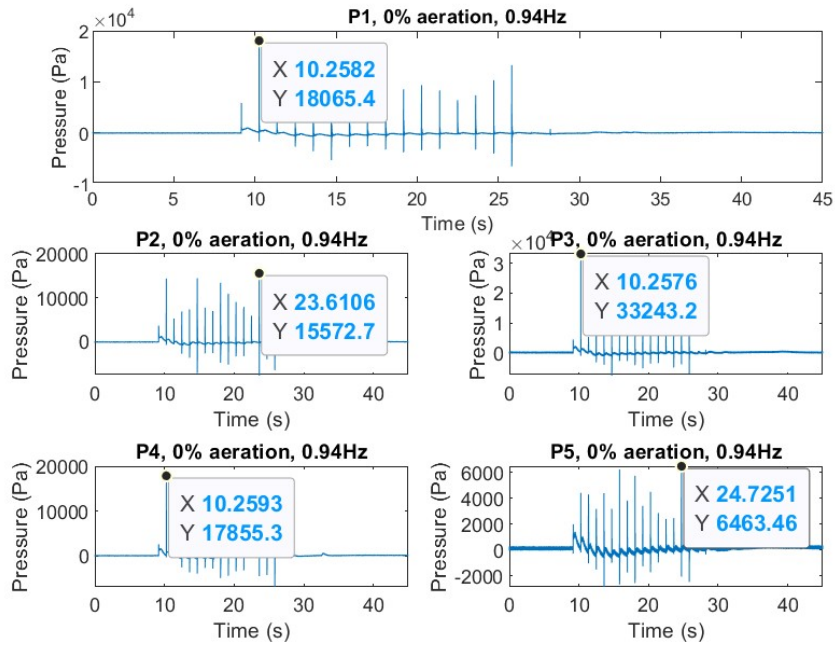 P1, 0% aeration, 0.94Hz
×10^4
2
1
0
-1
Pressure (Pa)
X 10.2582
Y 18065.4
0 5 10 15 20 25 30 35 40 45
Time (s)
P2, 0% aeration, 0.94Hz
20000
10000
0
Pressure (Pa)
X 23.6106
Y 15572.7
0 20 40
Time (s)
P3, 0% aeration, 0.94Hz
×10^4
3
2
1
0
Pressure (Pa)
X 10.2576
Y 33243.2
0 10 20 30 40
Time (s)
P4, 0% aeration, 0.94Hz
20000
10000
0
Pressure (Pa)
X 10.2593
Y 17855.3
0 10 20 30 40
Time (s)
P5, 0% aeration, 0.94Hz
6000
4000
2000
0
-2000
Pressure (Pa)
X 24.7251
Y 6463.46
0 10 20 30 40
Time (s)